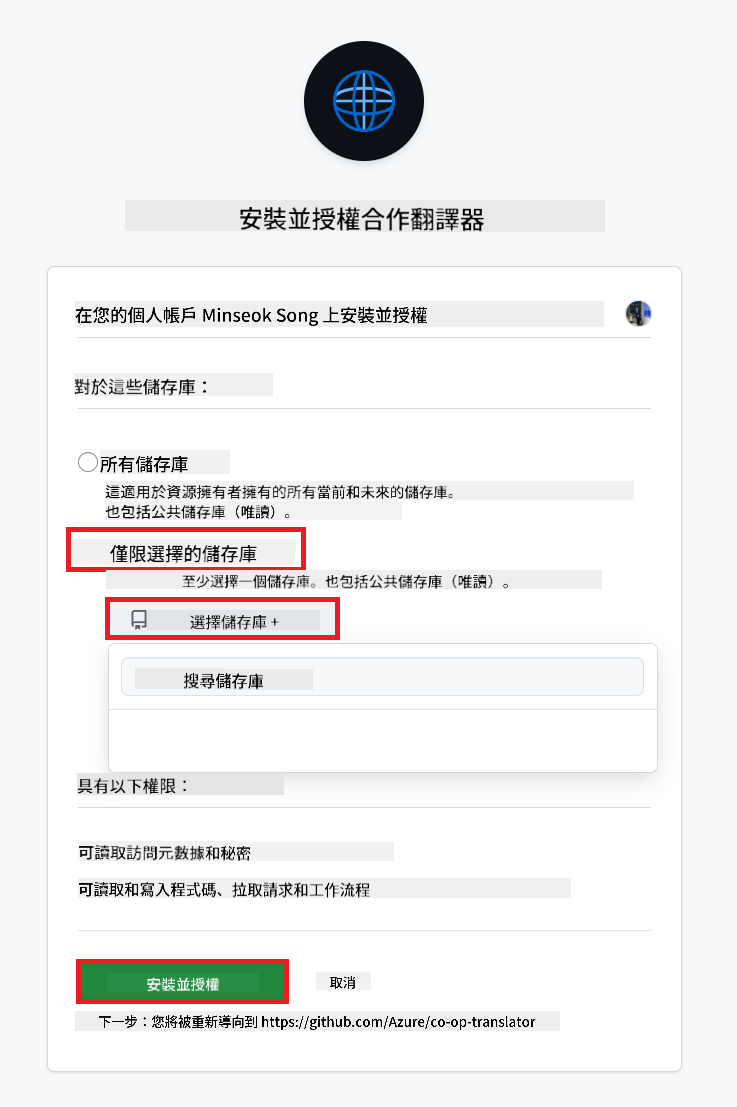 安裝並授權合作翻譯器
在您的個人帳戶 Minseok Song 上安裝並授權
對於這些儲存庫：
所有儲存庫
這適用於資源擁有者擁有的所有當前和未來的儲存庫。
也包括公共儲存庫（唯讀）。
僅限選擇的儲存庫
至少選擇一個儲存庫。也包括公共儲存庫（唯讀）。
選擇儲存庫 +
搜尋儲存庫
具有以下權限：
可讀取訪問元數據和秘密
可讀取和寫入程式碼、拉取請求和工作流程
安裝並授權
取消
下一步：您將被重新導向到 https://github.com/Azure/co-op-translator